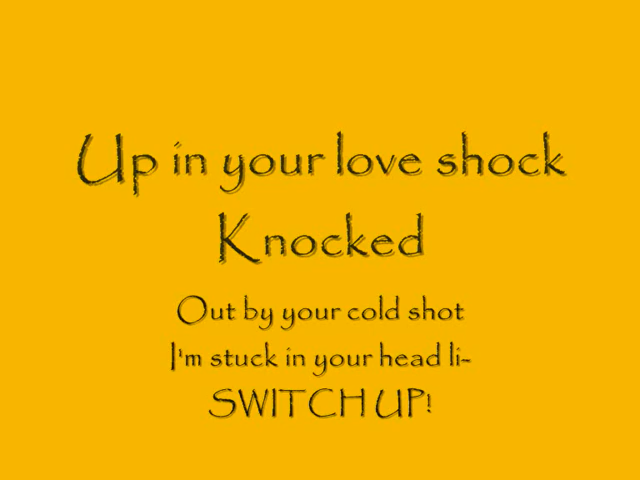 Up in your love shock
Knocked
Out by your cold shot
I'm stuck in your head li-
SWITCH UP!